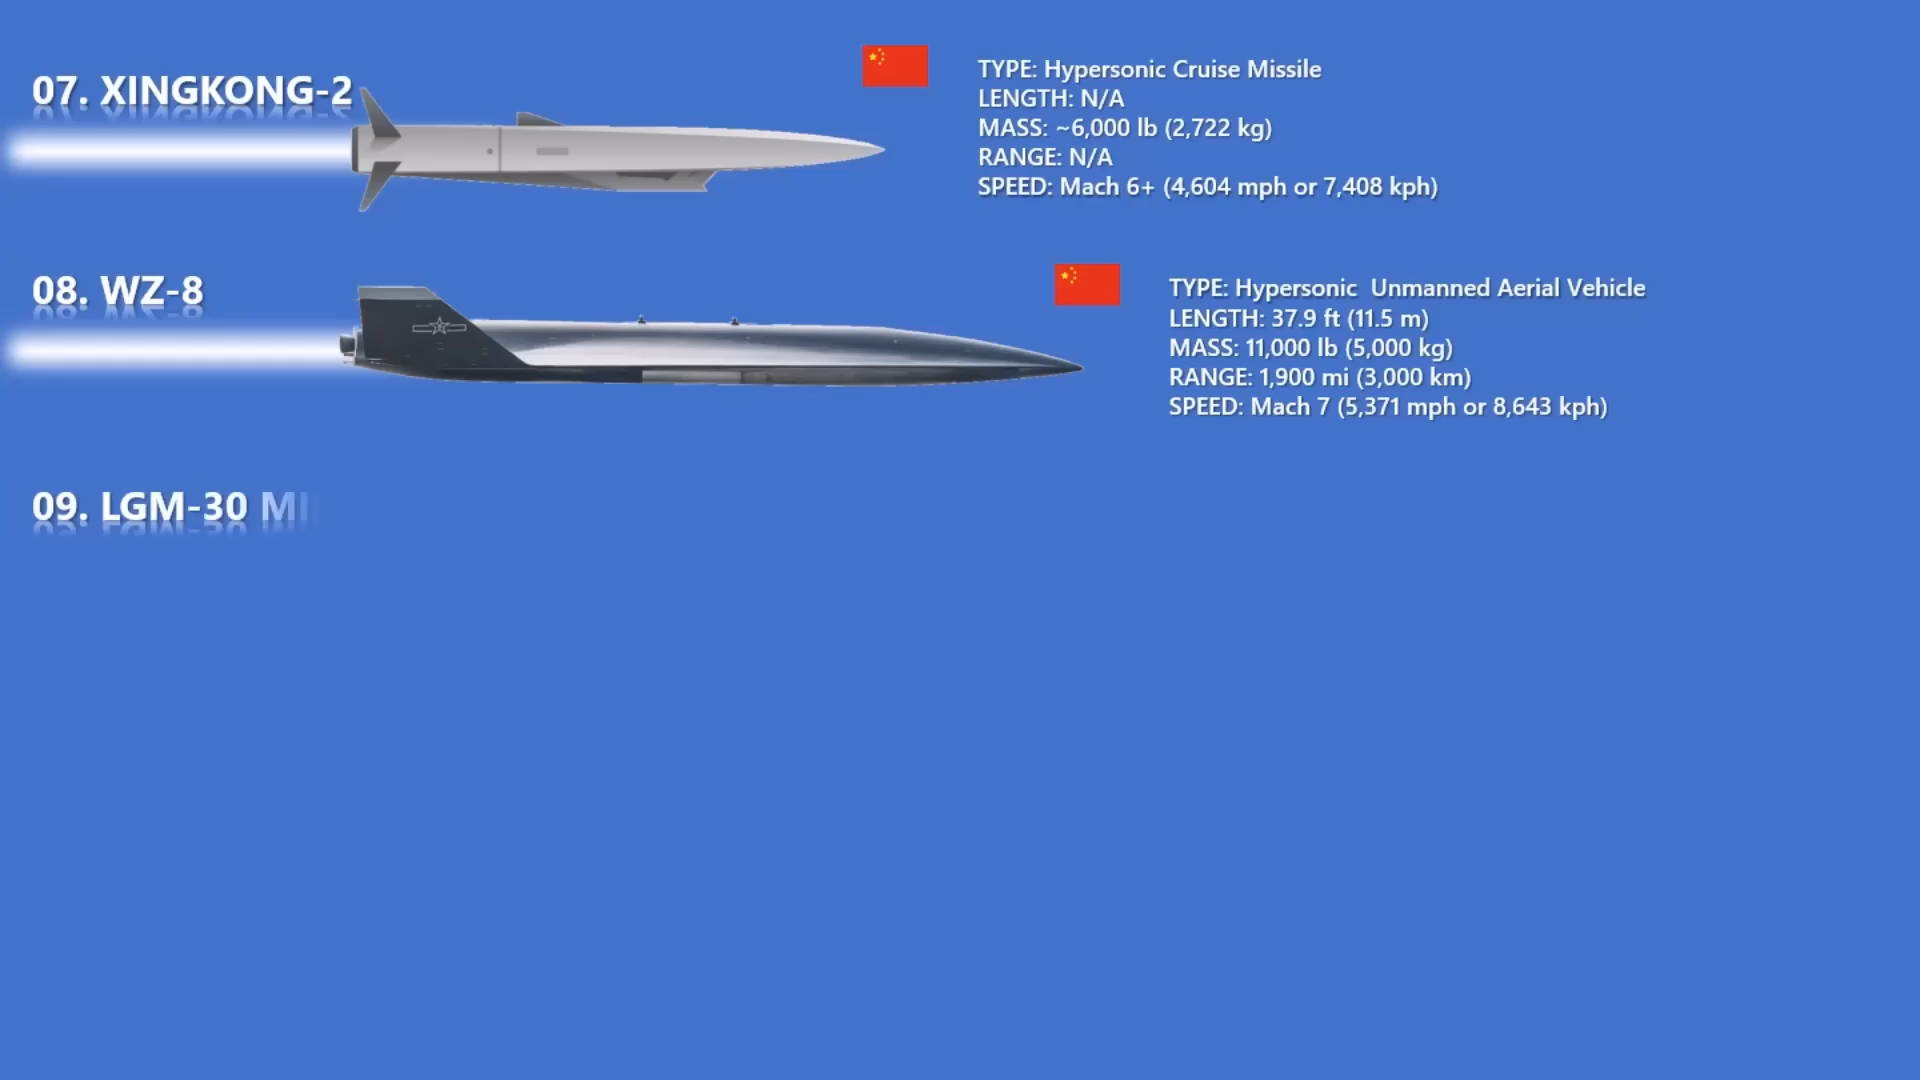 07. XINGKONG-2
TYPE: Hypersonic Cruise Missile
LENGTH: N/A
MASS: ~6,000 lb (2,722 kg)
RANGE: N/A
SPEED: Mach 6+ (4,604 mph or 7,408 kph)
08. WZ-8
TYPE: Hypersonic  Unmanned Aerial Vehicle
LENGTH: 37.9 ft (11.5 m)
MASS: 11,000 lb (5,000 kg)
RANGE: 1,900 mi (3,000 km)
SPEED: Mach 7 (5,371 mph or 8,643 kph)
09. LGM-30 MI